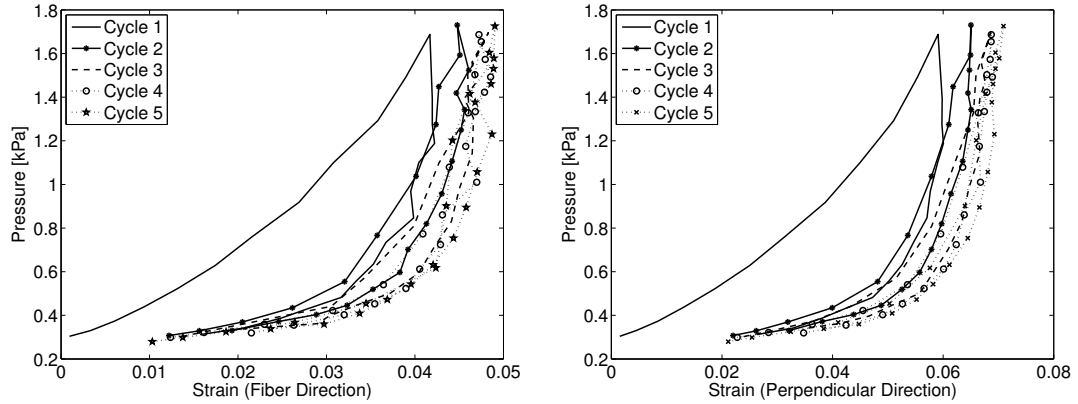 1.8
1.6
1.4
1.2
1
0.8
0.6
0.4
0.2
Pressure [kPa]
Cycle 1
Cycle 2
Cycle 3
Cycle 4
Cycle 5
0
0.01
0.02
0.03
0.04
0.05
Strain (Fiber Direction)
1.8
1.6
1.4
1.2
1
0.8
0.6
0.4
0.2
Pressure [kPa]
Cycle 1
Cycle 2
Cycle 3
Cycle 4
Cycle 5
0
0.02
0.04
0.06
0.08
Strain (Perpendicular Direction)